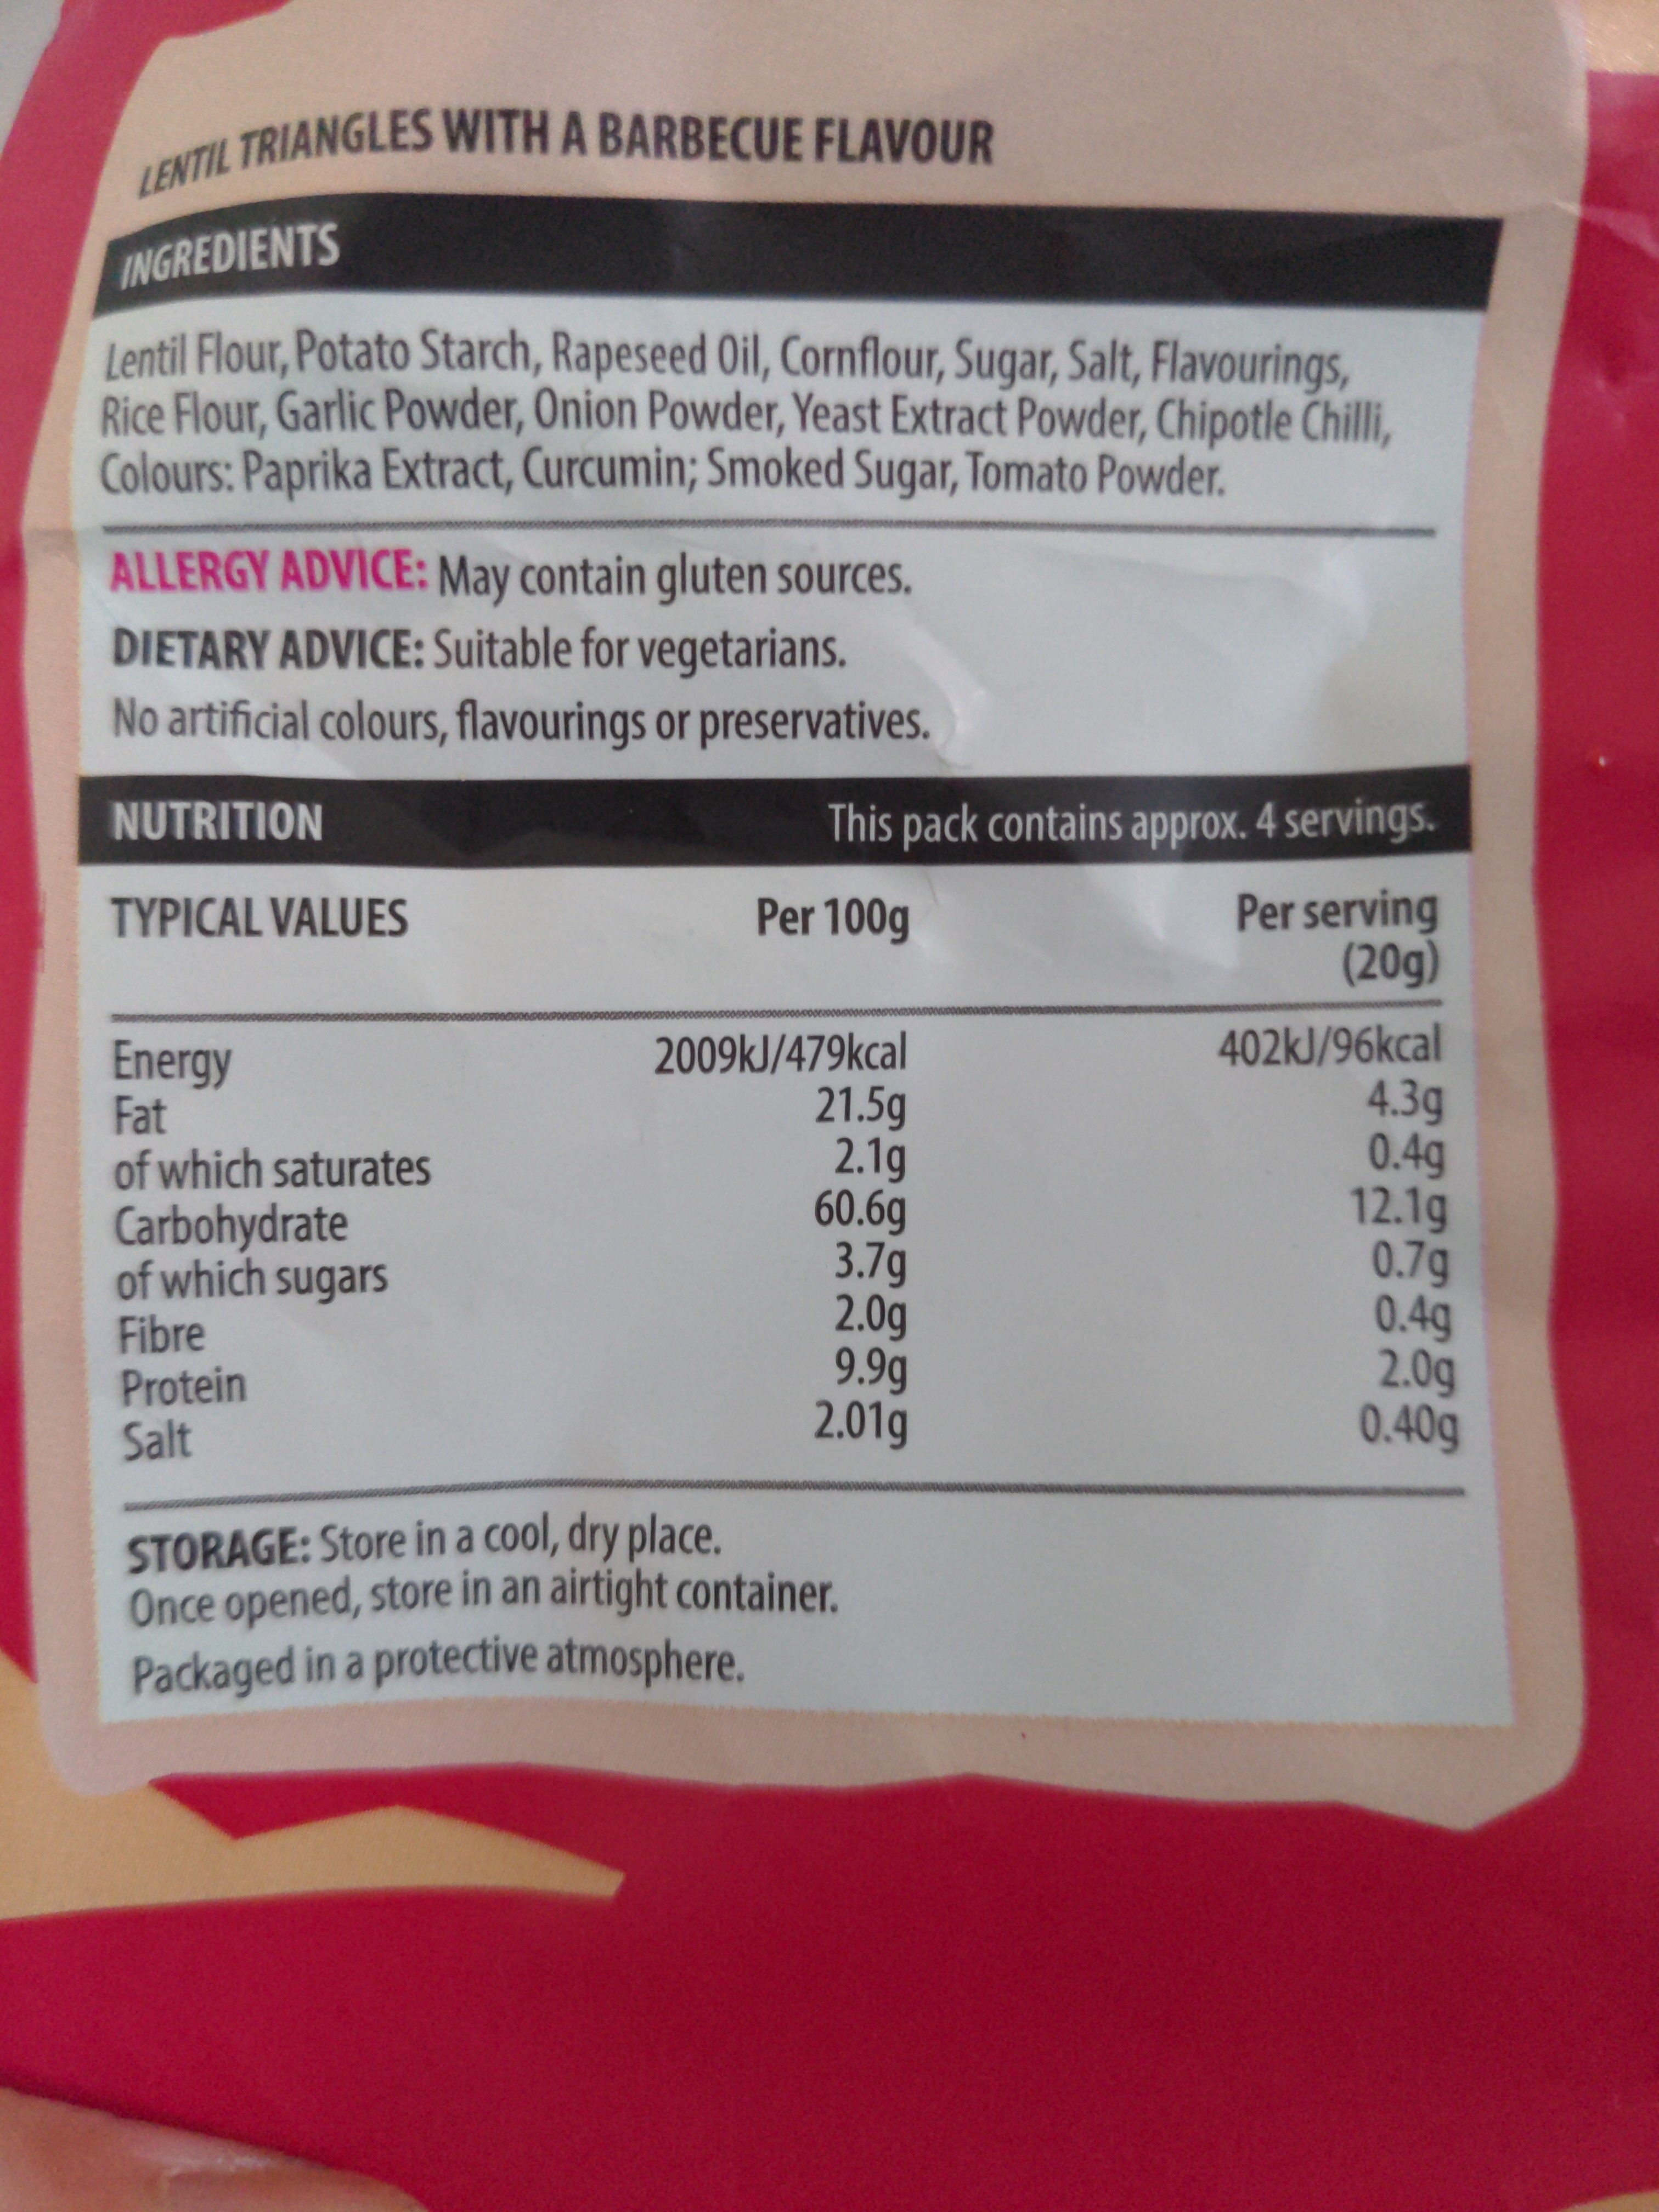 LENTIL TRIANGLES WITH A BARBECUE FLAVOUR
INGREDIENTS
Lentil Flour, Potato Starch, Rapeseed Oil, Cornflour, Sugar, Salt, Flavourings,
Rice Flour, Garlic Powder, Onion Powder, Yeast Extract Powder, Chipotle Chilli,
Colours: Paprika Extract, Curcumin; Smoked Sugar, Tomato Powder.
ALLERGY ADVICE: May contain gluten sources.
DIETARY ADVICE: Suitable for vegetarians.
No artificial colours, flavourings or preservatives.
NUTRITION This pack contains approx. 4 servings.
TYPICAL VALUES Per 100g Per serving
(20g)
Energy 2009kJ/479kcal 402kJ/96kcal
Fat 21.5g 4.3g
of which saturates 2.1g 0.4g
Carbohydrate 60.6g 12.1g
of which sugars 3.7g 0.7g
Fibre 2.0g 0.4g
Protein 9.9g 2.0g
Salt 2.01g 0.40g
STORAGE: Store in a cool, dry place.
Once opened, store in an airtight container.
Packaged in a protective atmosphere.